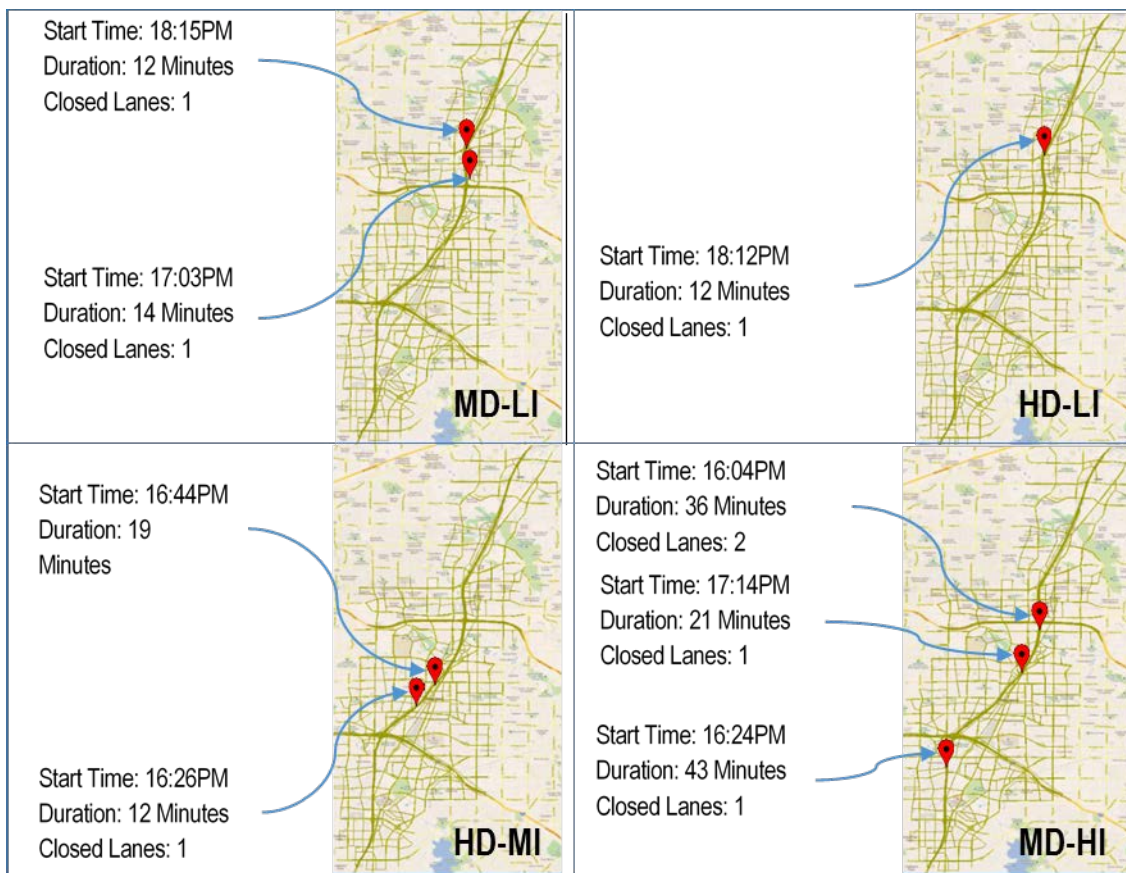 Start Time: 18:15PM
Duration: 12 Minutes
Closed Lanes: 1
Start Time: 17:03PM
Duration: 14 Minutes
Closed Lanes: 1
MD-LI
Start Time: 18:12PM
Duration: 12 Minutes
Closed Lanes: 1
HD-LI
Start Time: 16:44PM
Duration: 19
Minutes
Start Time: 16:26PM
Duration: 12 Minutes
Closed Lanes: 1
HD-MI
Start Time: 16:04PM
Duration: 36 Minutes
Closed Lanes: 2
Start Time: 17:14PM
Duration: 21 Minutes
Closed Lanes: 1
Start Time: 16:24PM
Duration: 43 Minutes
Closed Lanes: 1
MD-HI